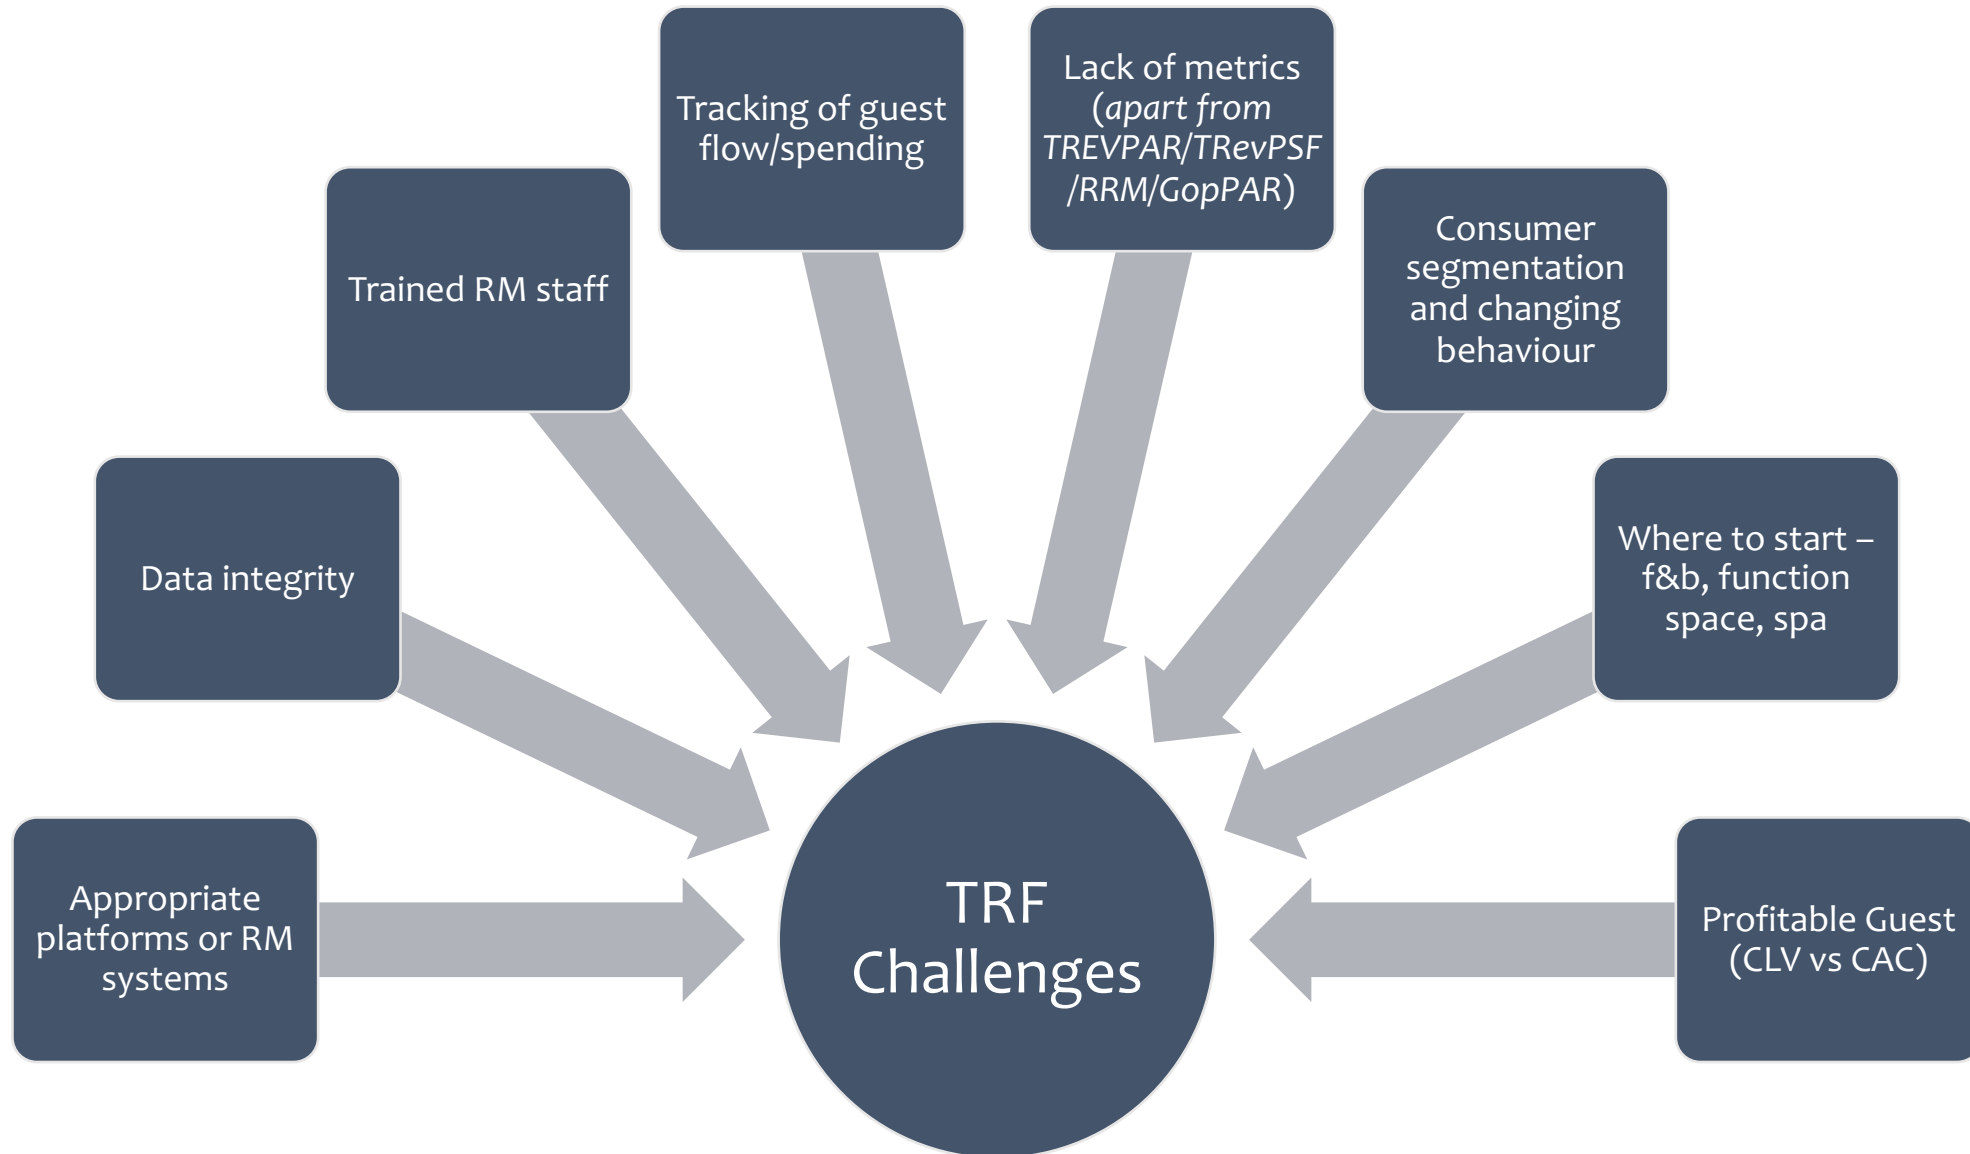 Tracking of guest
flow/spending
Lack of metrics
(apart from
TREVPAR/TRevPSF
/RRM/GopPAR)
Trained RM staff
Consumer
segmentation
and changing
behaviour
Data integrity
Where to start –
f&b, function
space, spa
Appropriate
platforms or RM
systems
TRF
Challenges
Profitable Guest
(CLV vs CAC)